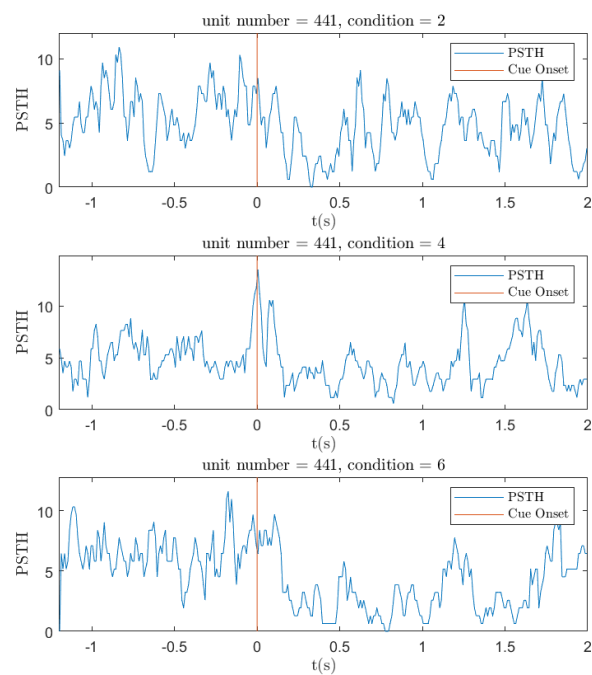 unit number = 441, condition = 2
PSTH
Cue Onset
10
5
0
PSTH
-1 -0.5 0 0.5 1 1.5 2
t(s)
unit number = 441, condition = 4
PSTH
Cue Onset
10
5
0
PSTH
-1 -0.5 0 0.5 1 1.5 2
t(s)
unit number = 441, condition = 6
PSTH
Cue Onset
10
5
0
PSTH
-1 -0.5 0 0.5 1 1.5 2
t(s)